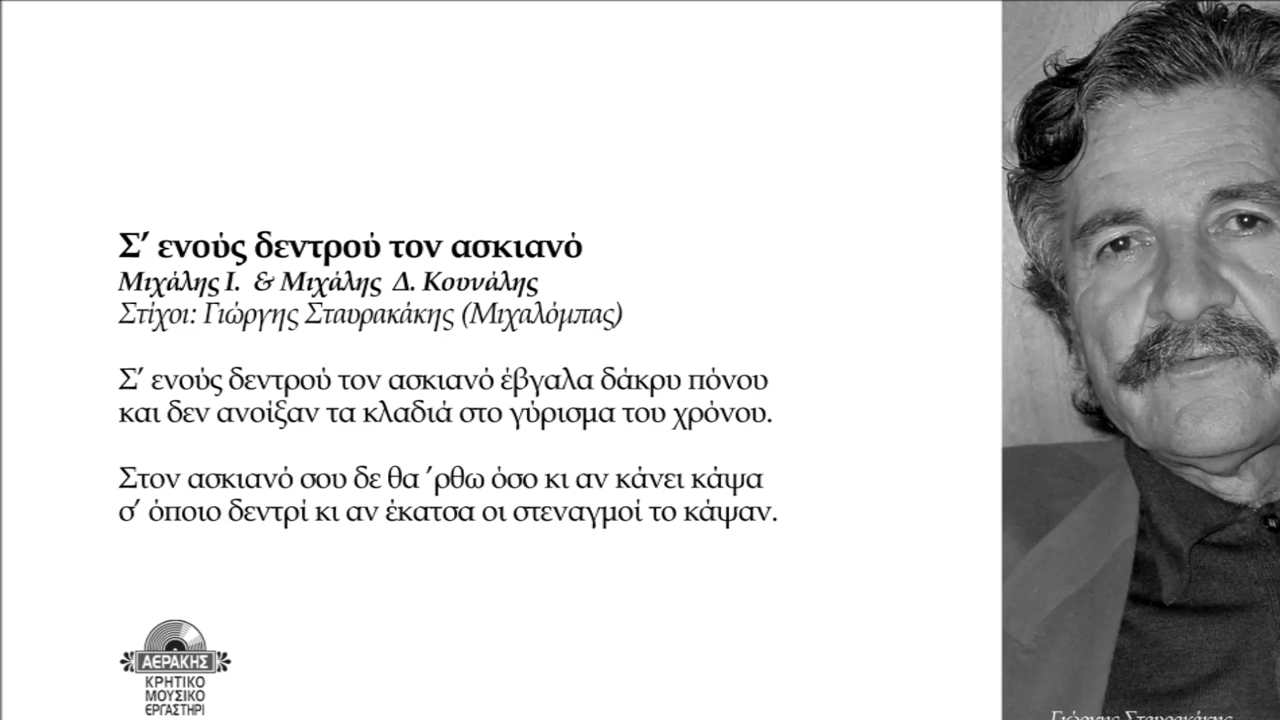 Σ’ ενούς δεντρού τον ασκιανό
Μιχάλης Ι. & Μιχάλης Δ. Κουνάλης
Στίχοι: Γιώργης Σταυρακάκης (Μιχαλόμπας)
Σ’ ενούς δεντρού τον ασκιανό έβγαλα δάκρυ πόνου
και δεν ανοίξαν τα κλαδιά στο γύρισμα του χρόνου.
Στον ασκιανό σου δε θα ’ρθω όσο κι αν κάνει κάψα
σ’ όποιο δεντρί κι αν έκατσα οι στεναγμοί το κάψαν.
ΑΕΡΑΚΗΣ
ΚΡΗΤΙΚΟ
ΜΟΥΣΙΚΟ
ΕΡΓΑΣΤΗΡΙ
Γιώργης Σταυρακάκης